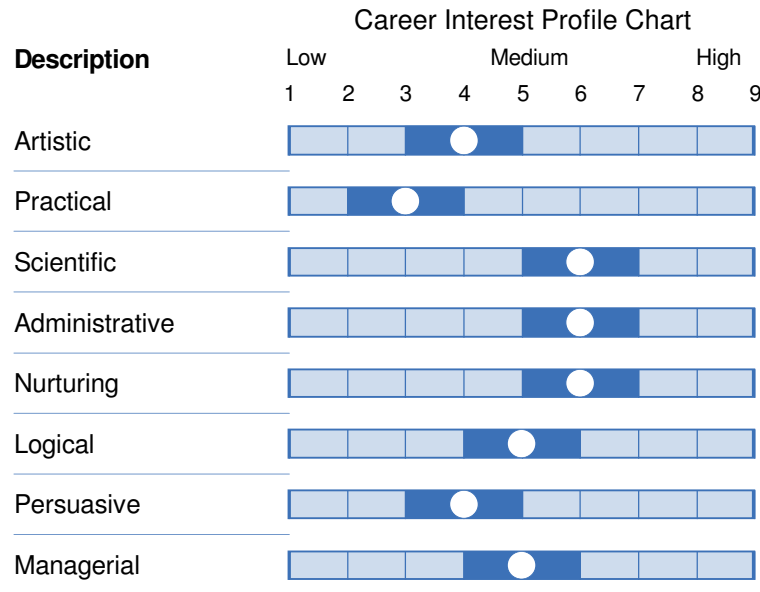 Career Interest Profile Chart
Description Low Medium High
1 2 3 4 5 6 7 8 9
Artistic
Practical
Scientific
Administrative
Nurturing
Logical
Persuasive
Managerial